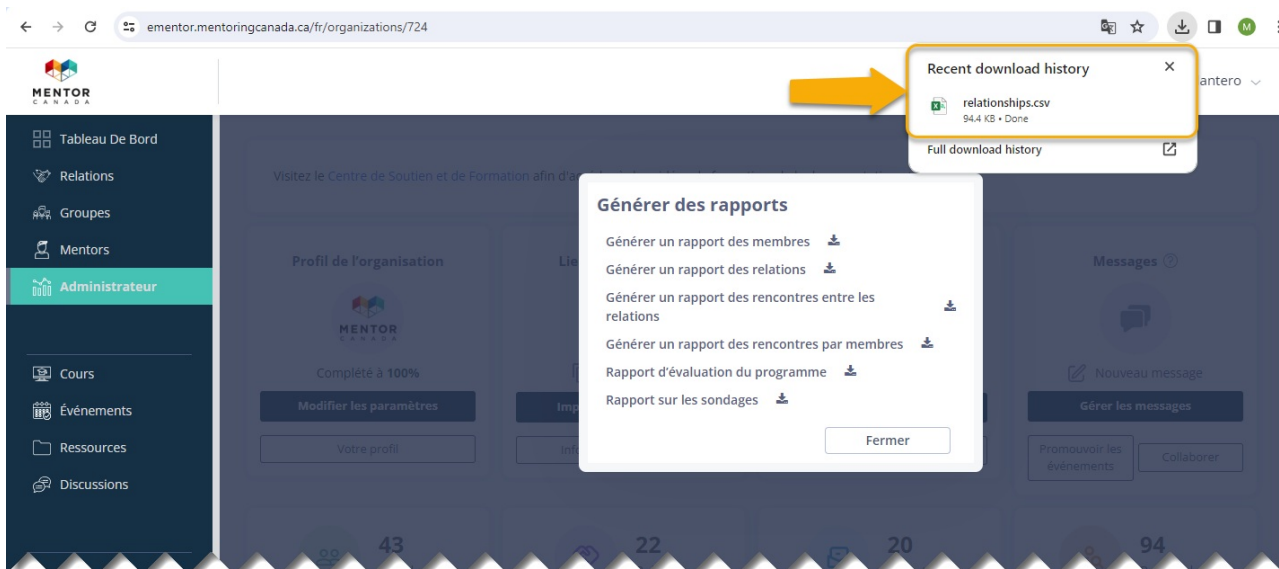 ementor.mentoringcanada.ca/fr/organizations/724
M
Recent download history
relationships.csv
94.4 KB • Done
Full download history
antero
MENTOR
CANADA
Tableau De Bord
Relations
Groupes
Mentors
Administrateur
Cours
Événements
Ressources
Discussions
Visitez le Centre de Soutien et de Formation afin d'a
Profil de l'organisation
MENTOR
CANADA
Complété à 100%
Modifier les paramètres
Votre profil
Lie
Imp
Info
Générer des rapports
Générer un rapport des membres
Générer un rapport des relations
Générer un rapport des rencontres entre les
relations
Générer un rapport des rencontres par membres
Rapport d'évaluation du programme
Rapport sur les sondages
Fermer
Messages
Nouveau message
Gérer les messages
Promouvoir les
événements
Collaborer
43
22
20
94